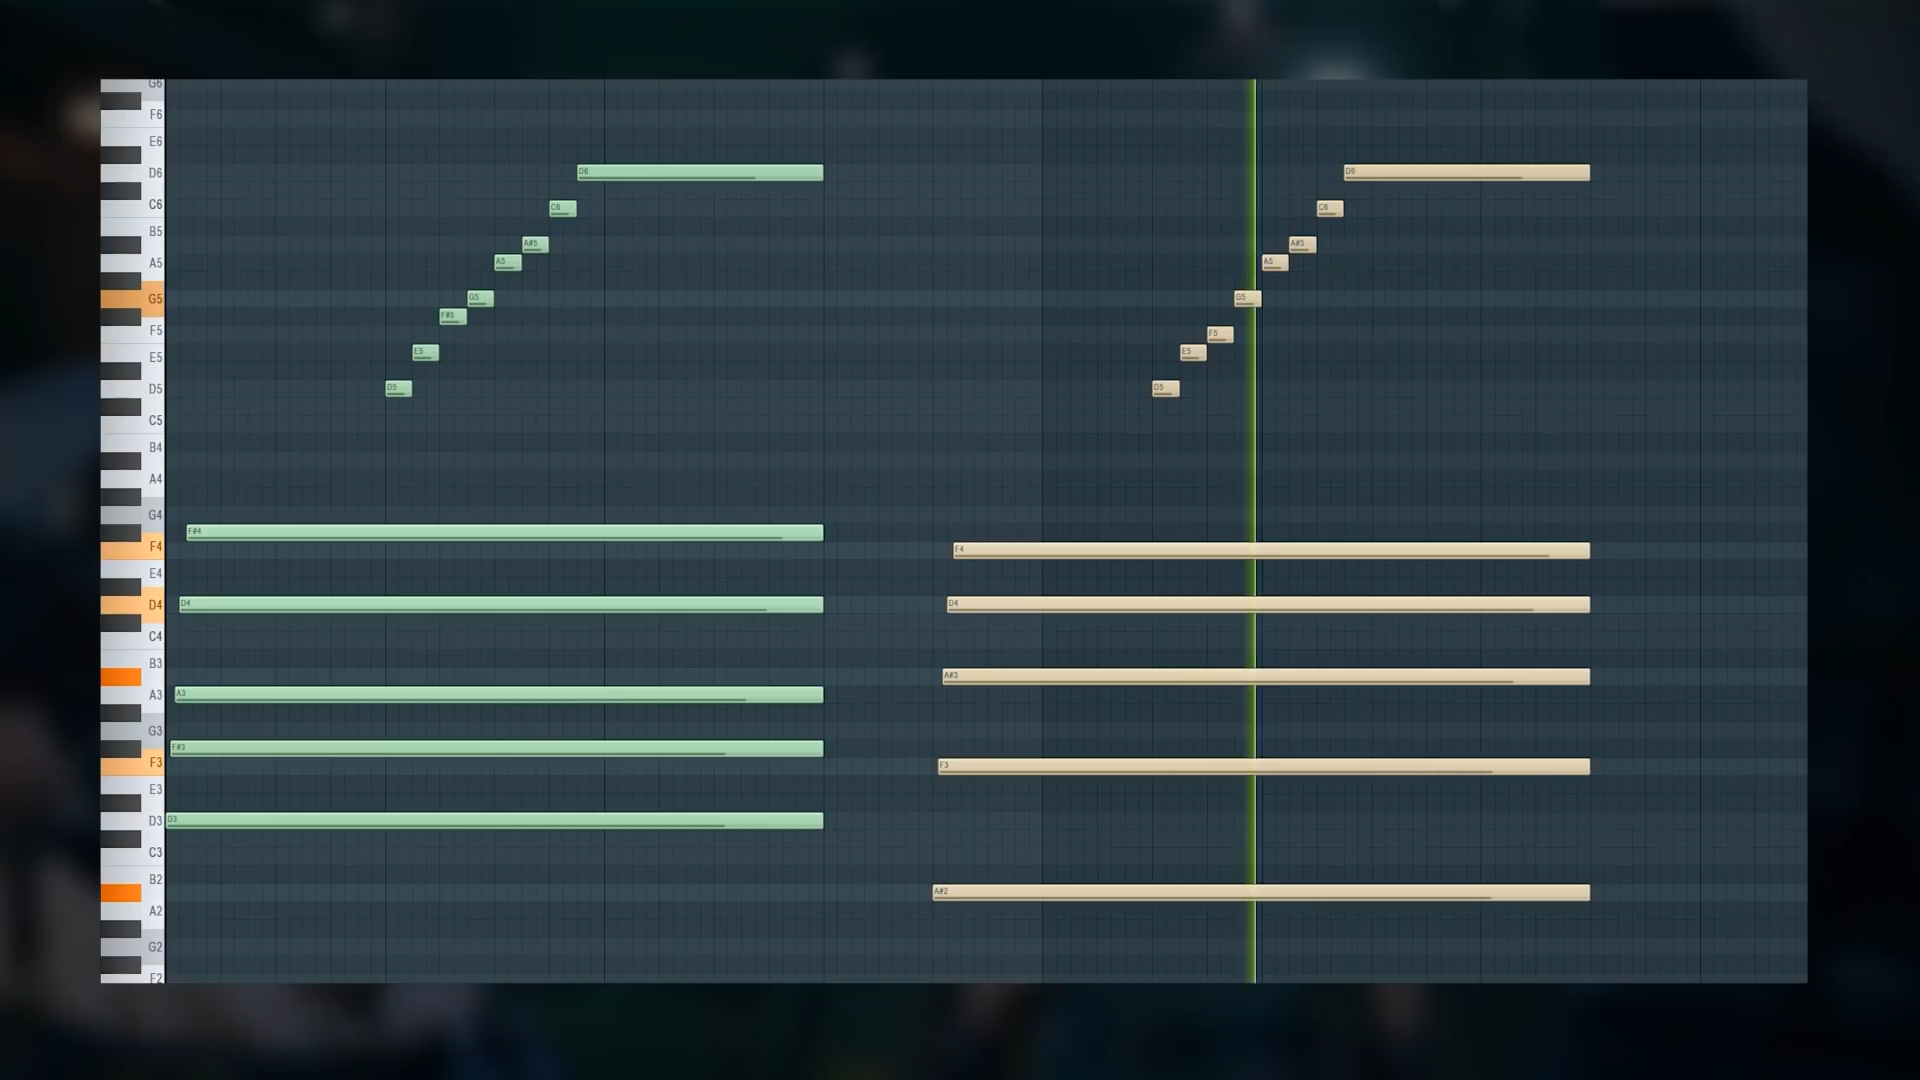 G6
F6
E6
D6 D6 D6
C6 C6 C6
B5
A#5 A#5
A5 A5 A5
G5 G5 G5
F#5
F5 F5
E5 E5 E5
D5 D5 D5
C5
B4
A4
G4
F#4
F4 F4
E4
D4 D4 D4
C4
B3
A#3
A3 A3
G3
F#3
F3 F3
E3
D3 D3
C3
B2
A#2
A2
G2
F2